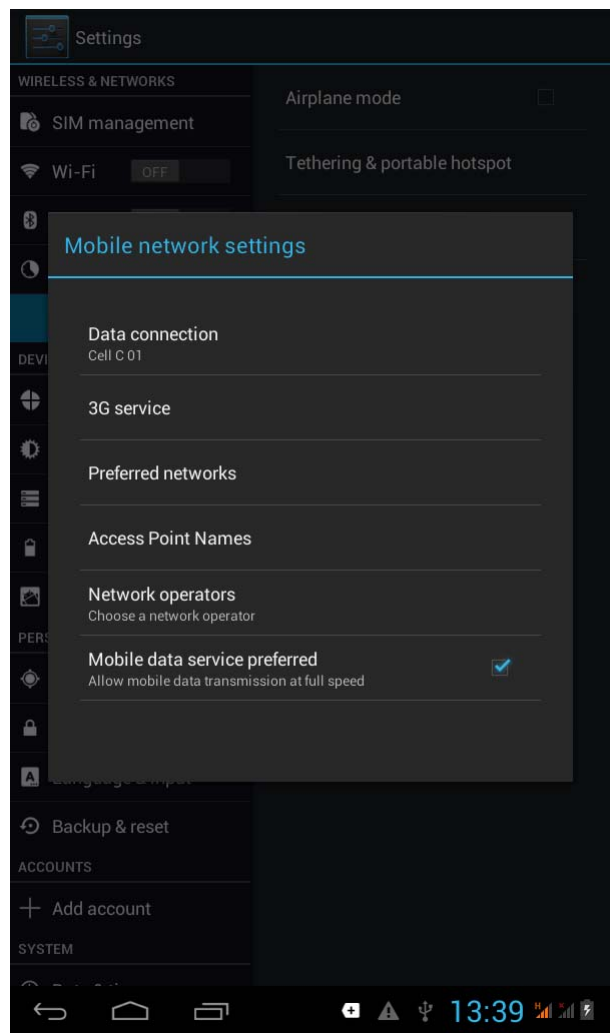 Settings
WIRELESS & NETWORKS
SIM management
Wi-Fi OFF
Airplane mode
Tethering & portable hotspot
Mobile network settings
Data connection
Cell C 01
3G service
Preferred networks
Access Point Names
Network operators
Choose a network operator
Mobile data service preferred
Allow mobile data transmission at full speed
DEVI
PERS
Backup & reset
ACCOUNTS
Add account
SYSTEM
13:39
H